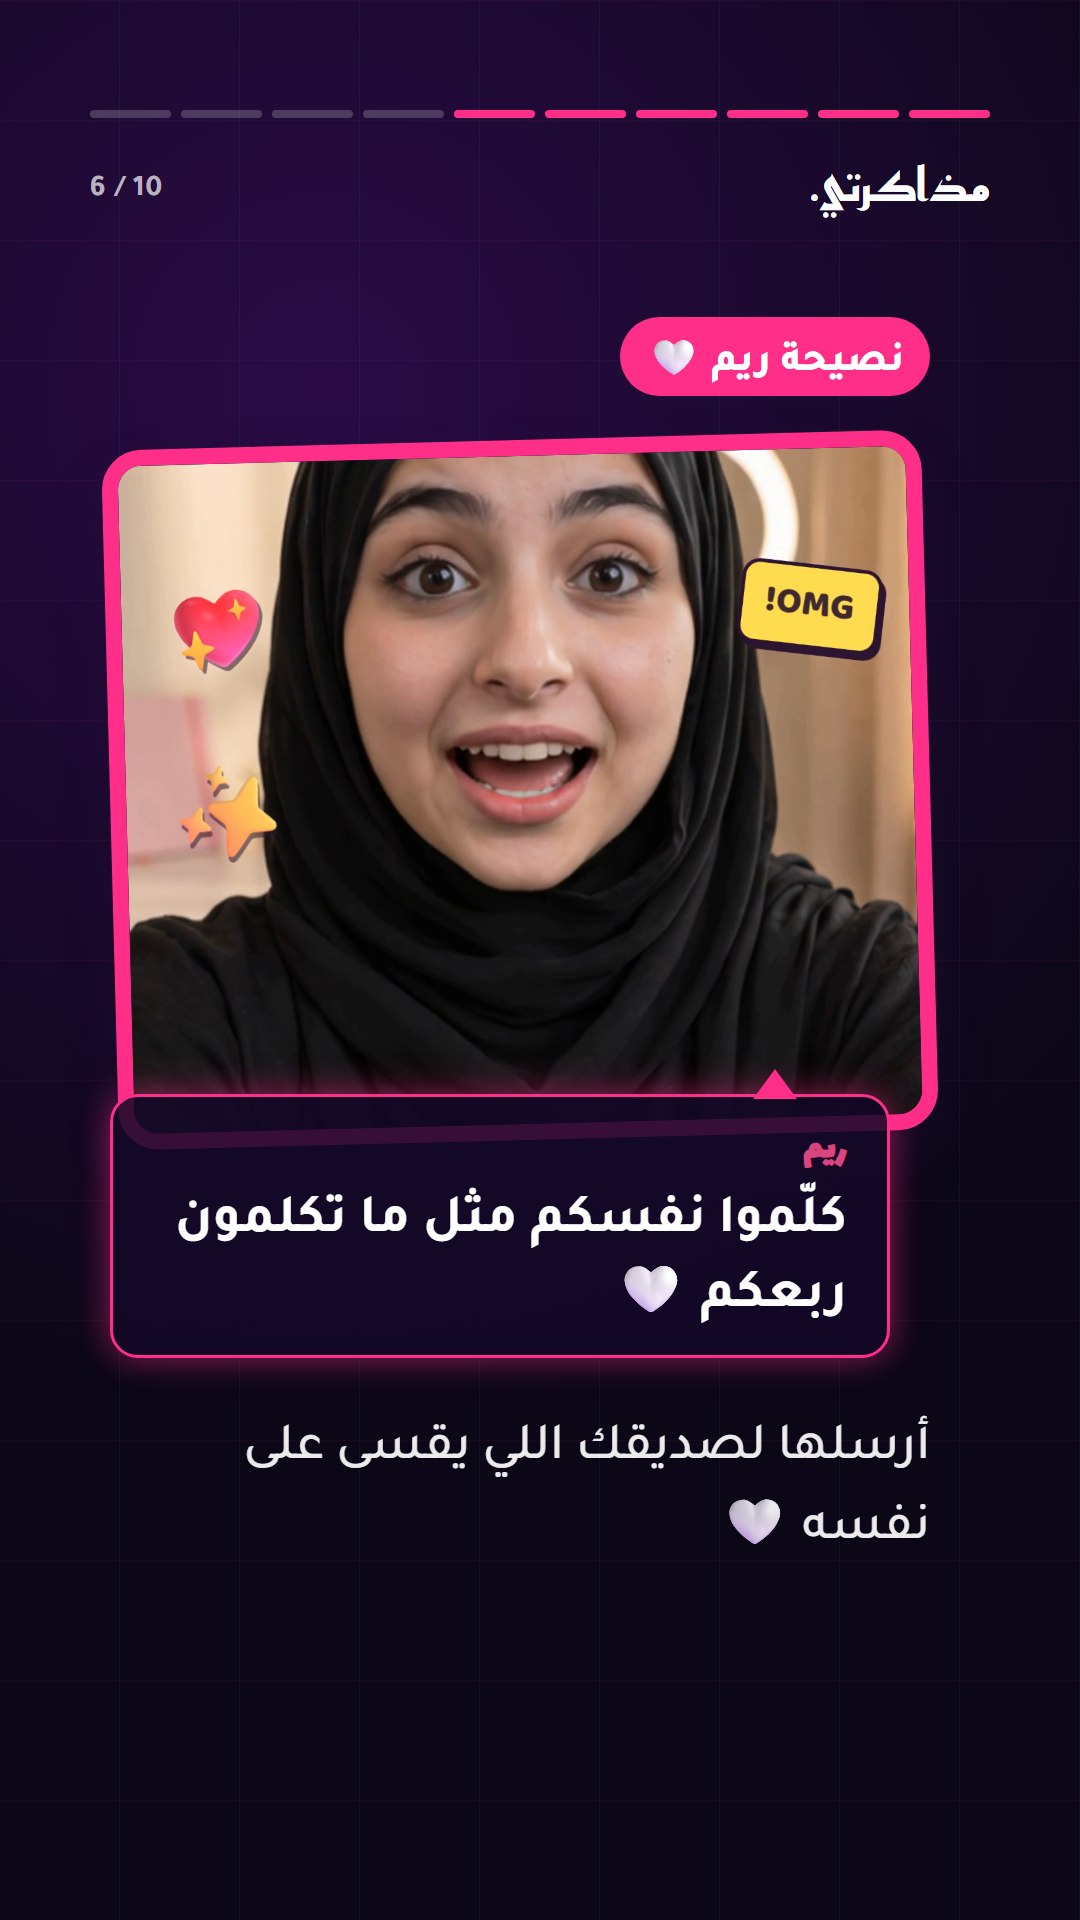 مذاكرتي.
6 / 10
نصيحة ريم 🤍
OMG!
ريم
كلّموا نفسكم مثل ما تكلمون
ربعكم 🤍
أرسلها لصديقك اللي يقسى على
نفسه 🤍